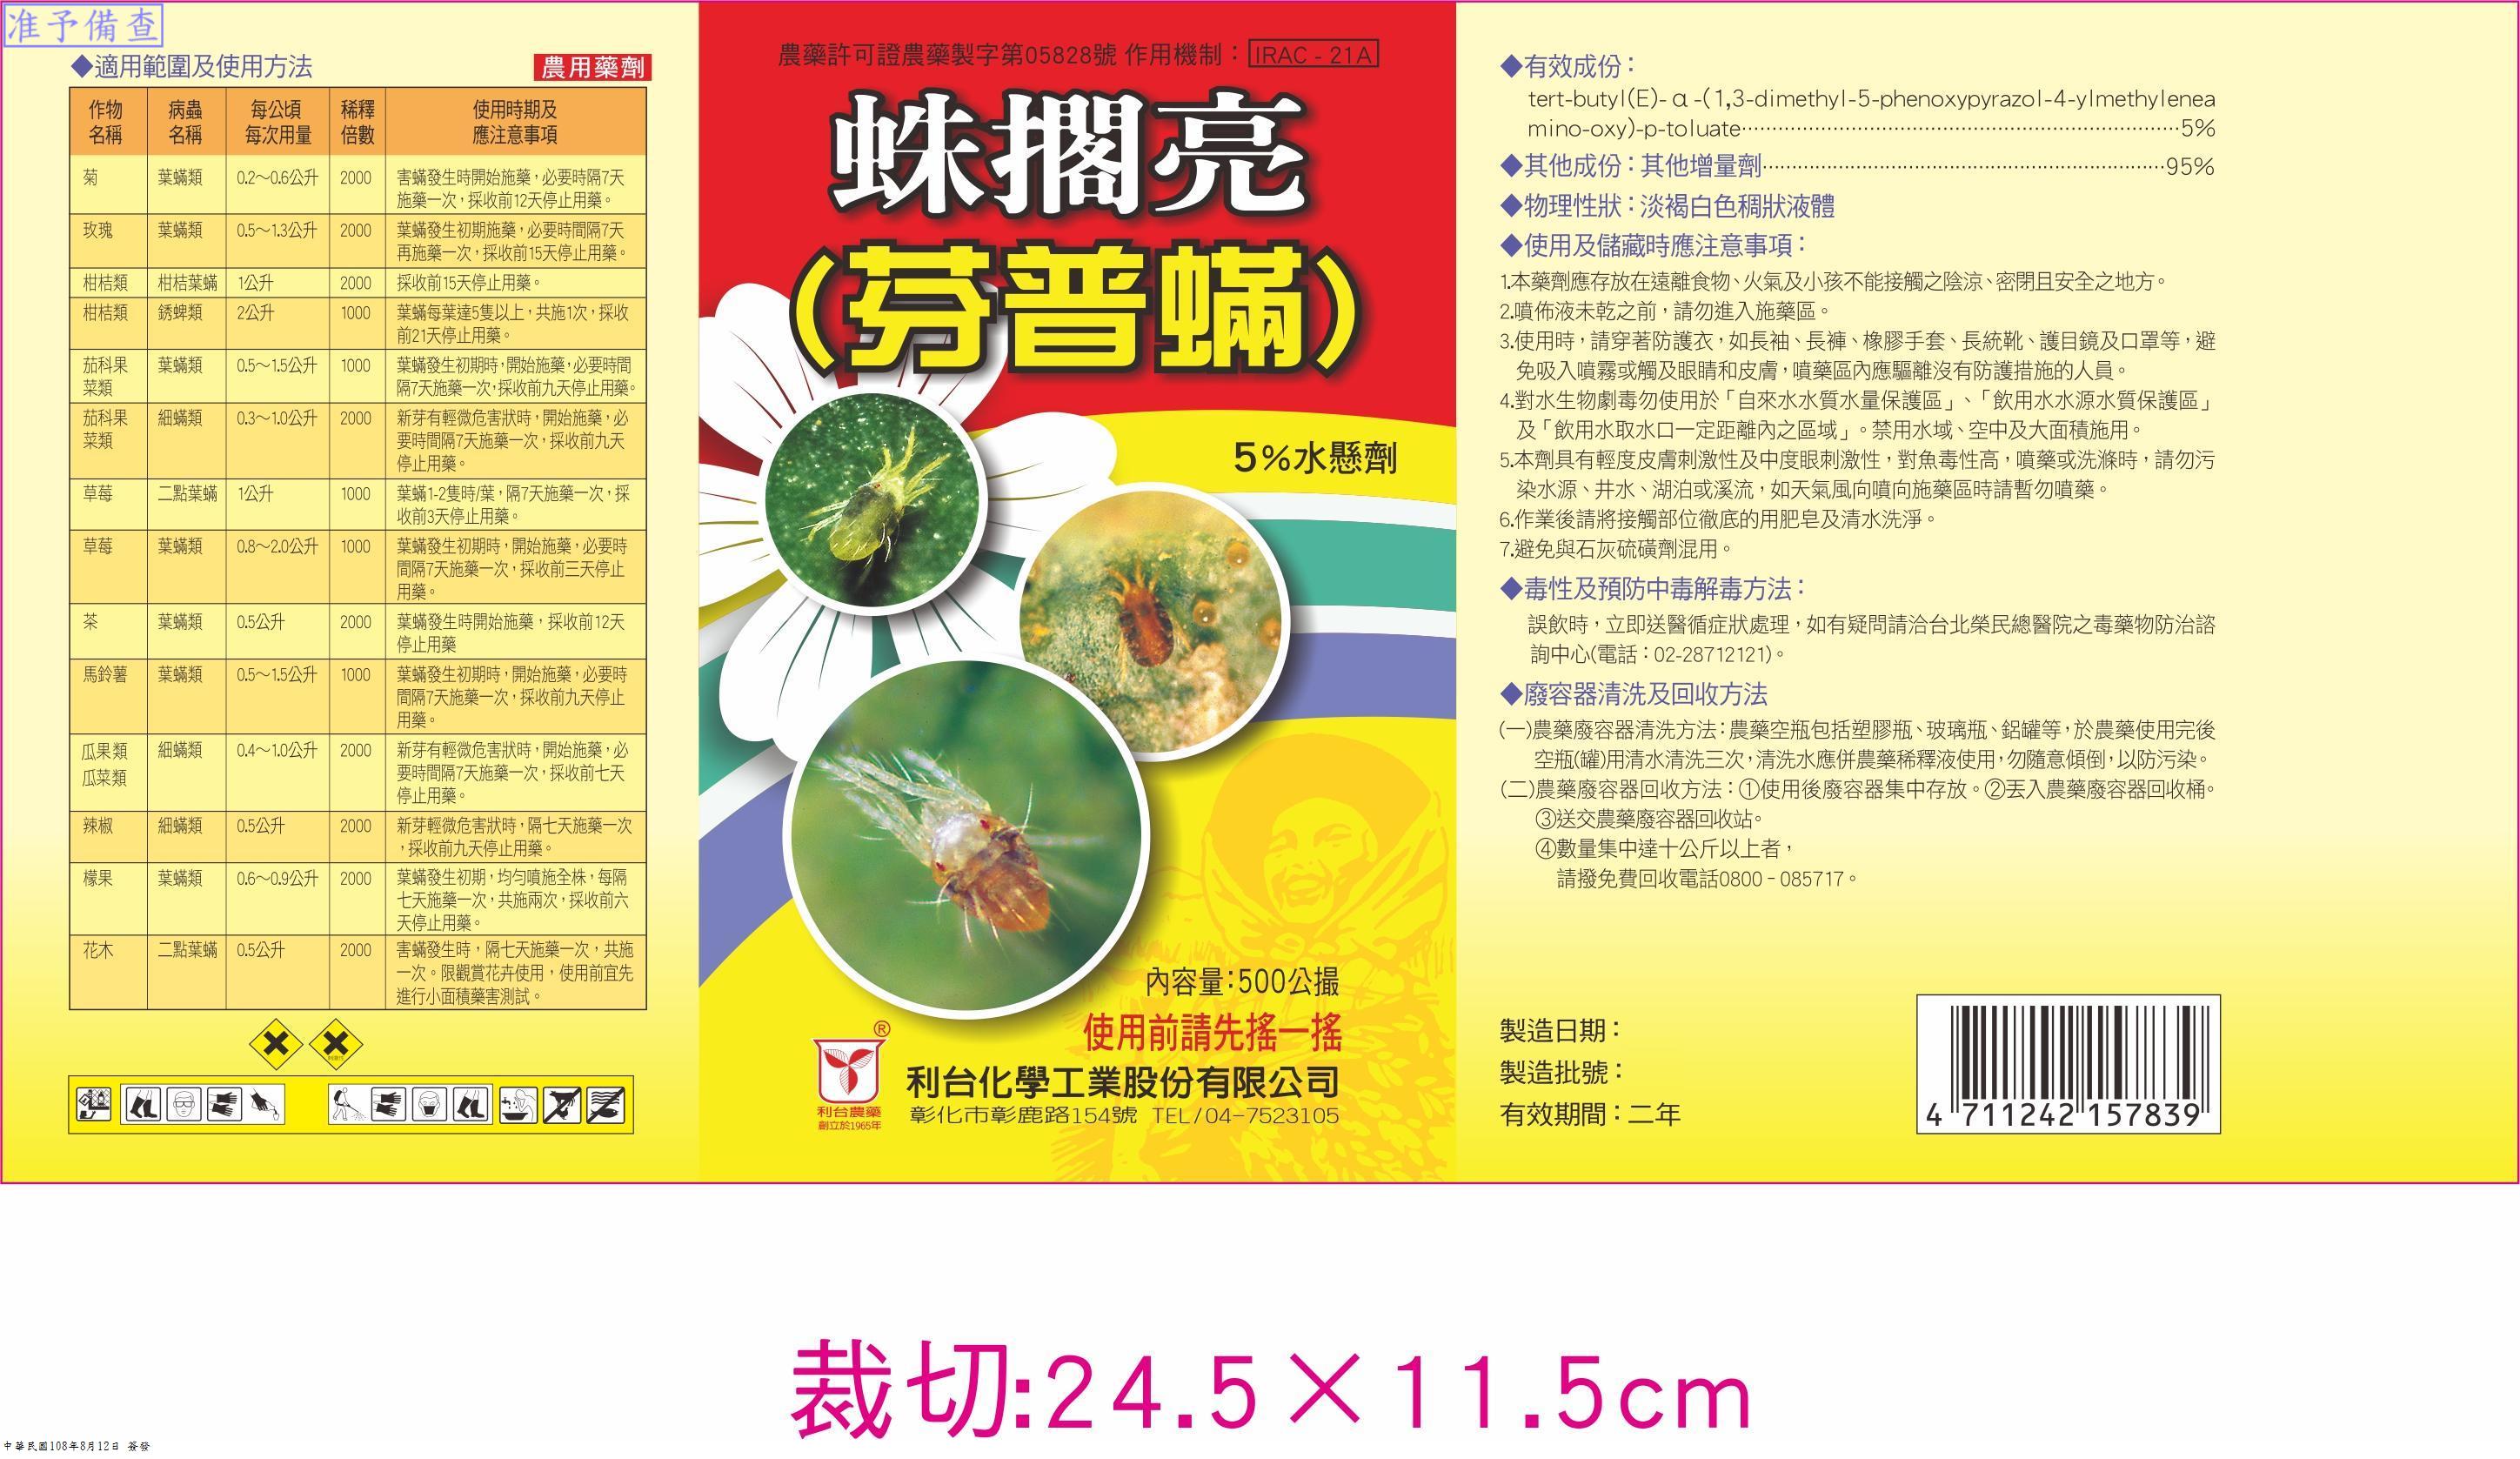 准予備查
◆適用範圍及使用方法
農用藥劑
作物名稱 病蟲名稱 每公頃每次用量 稀釋倍數 使用時期及應注意事項
菊 葉蟎類 0.2～0.6公升 2000 害蟎發生時開始施藥，必要時隔7天
施藥一次，採收前12天停止用藥。
玫瑰 葉蟎類 0.5～1.3公升 2000 葉蟎發生初期施藥，必要時間隔7天
再施藥一次，採收前15天停止用藥。
柑桔類 柑桔葉蟎 1公升 2000 採收前15天停止用藥。
柑桔類 銹蜱類 2公升 1000 葉蟎每葉達5隻以上，共施1次，採收
前21天停止用藥。
茄科果菜類 葉蟎類 0.5～1.5公升 1000 葉蟎發生初期時，開始施藥，必要時間
隔7天施藥一次，採收前九天停止用藥。
茄科果菜類 細蟎類 0.3～1.0公升 2000 新芽有輕微危害狀時，開始施藥，必
要時間隔7天施藥一次，採收前九天
停止用藥。
草莓 二點葉蟎 1公升 1000 葉蟎1-2隻時/葉，隔7天施藥一次，採
收前3天停止用藥。
草莓 葉蟎類 0.8～2.0公升 1000 葉蟎發生初期時，開始施藥，必要時
間隔7天施藥一次，採收前三天停止
用藥。
茶 葉蟎類 0.5公升 2000 葉蟎發生時開始施藥，採收前12天
停止用藥
馬鈴薯 葉蟎類 0.5～1.5公升 1000 葉蟎發生初期時，開始施藥，必要時
間隔7天施藥一次，採收前九天停止
用藥。
瓜果類瓜菜類 細蟎類 0.4～1.0公升 2000 新芽有輕微危害狀時，開始施藥，必
要時間隔7天施藥一次，採收前七天
停止用藥。
辣椒 細蟎類 0.5公升 2000 新芽輕微危害狀時，隔七天施藥一次
，採收前九天停止用藥。
檬果 葉蟎類 0.6～0.9公升 2000 葉蟎發生初期，均勻噴施全株，每隔
七天施藥一次，共施兩次，採收前六
天停止用藥。
花木 二點葉蟎 0.5公升 2000 害蟎發生時，隔七天施藥一次，共施
一次。限觀賞花卉使用，使用前宜先
進行小面積藥害測試。
農藥許可證農藥製字第05828號 作用機制：IRAC - 21A
蛛擱亮
（芬普蟎）
5%水懸劑
內容量：500公撮
使用前請先搖一搖
®
利台農藥
創立於1965年
利台化學工業股份有限公司
彰化市彰鹿路154號 TEL/04-7523105
◆有效成份：
tert-butyl(E)-α-(1,3-dimethyl-5-phenoxypyrazol-4-ylmethylenea
mino-oxy)-p-toluate⋯⋯⋯⋯⋯⋯⋯⋯⋯⋯⋯⋯5%
◆其他成份：其他增量劑⋯⋯⋯⋯⋯⋯⋯⋯⋯⋯⋯⋯95%
◆物理性狀：淡褐白色稠狀液體
◆使用及儲藏時應注意事項：
1.本藥劑應存放在遠離食物、火氣及小孩不能接觸之陰涼、密閉且安全之地方。
2.噴佈液未乾之前，請勿進入施藥區。
3.使用時，請穿著防護衣，如長袖、長褲、橡膠手套、長統靴、護目鏡及口罩等，避
免吸入噴霧或觸及眼睛和皮膚，噴藥區內應驅離沒有防護措施的人員。
4.對水生物劇毒勿使用於「自來水水質水量保護區」、「飲用水水源水質保護區」
及「飲用水取水口一定距離內之區域」。禁用水域、空中及大面積施用。
5.本劑具有輕度皮膚刺激性及中度眼刺激性，對魚毒性高，噴藥或洗滌時，請勿污
染水源、井水、湖泊或溪流，如天氣風向噴向施藥區時請暫勿噴藥。
6.作業後請將接觸部位徹底的用肥皂及清水洗淨。
7.避免與石灰硫磺劑混用。
◆毒性及預防中毒解毒方法：
誤飲時，立即送醫循症狀處理，如有疑問請洽台北榮民總醫院之毒藥物防治諮
詢中心(電話：02-28712121)。
◆廢容器清洗及回收方法
(一)農藥廢容器清洗方法：農藥空瓶包括塑膠瓶、玻璃瓶、鋁罐等，於農藥使用完後
空瓶(罐)用清水清洗三次，清洗水應併農藥稀釋液使用，勿隨意傾倒，以防污染。
(二)農藥廢容器回收方法：①使用後廢容器集中存放。②丟入農藥廢容器回收桶。
③送交農藥廢容器回收站。
④數量集中達十公斤以上者，
請撥免費回收電話0800－085717。
製造日期：
製造批號：
有效期間：二年
4 711242 157839
裁切:24.5×11.5cm
中華民國108年8月12日 簽發